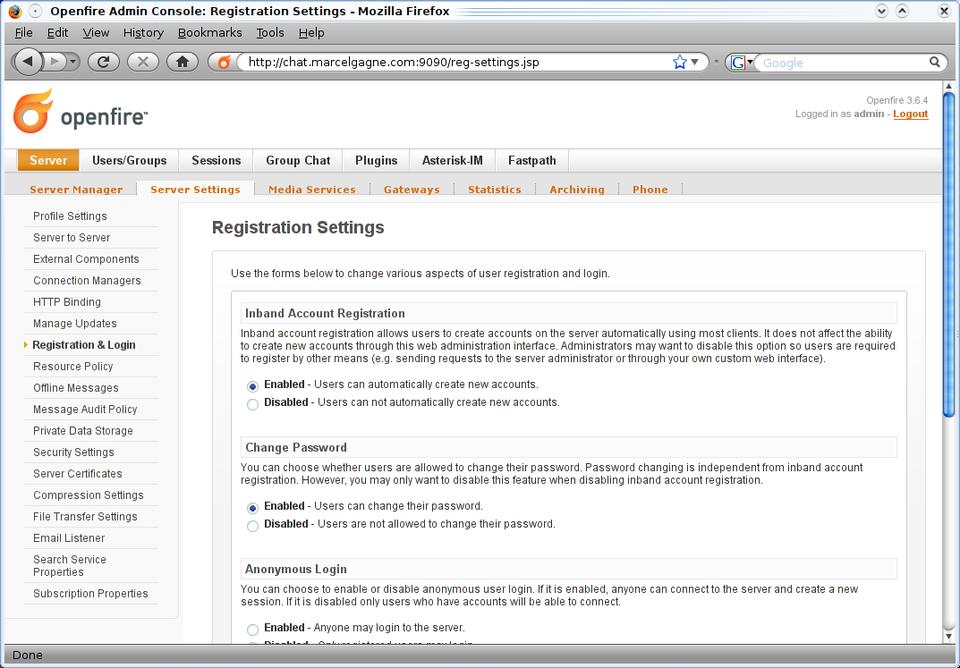 Openfire Admin Console: Registration Settings - Mozilla Firefox
File Edit View History Bookmarks Tools Help
http://chat.marcelgagne.com:9090/reg-settings.jsp
G Google
openfire™
Openfire 3.6.4
Logged in as admin - Logout
Server Users/Groups Sessions Group Chat Plugins Asterisk-IM Fastpath
Server Manager Server Settings Media Services Gateways Statistics Archiving Phone
Profile Settings
Server to Server
External Components
Connection Managers
HTTP Binding
Manage Updates
Registration & Login
Resource Policy
Offline Messages
Message Audit Policy
Private Data Storage
Security Settings
Server Certificates
Compression Settings
File Transfer Settings
Email Listener
Search Service
Properties
Subscription Properties
Registration Settings
Use the forms below to change various aspects of user registration and login.
Inband Account Registration
Inband account registration allows users to create accounts on the server automatically using most clients. It does not affect the ability
to create new accounts through this web administration interface. Administrators may want to disable this option so users are required
to register by other means (e.g. sending requests to the server administrator or through your own custom web interface).
Enabled - Users can automatically create new accounts.
Disabled - Users can not automatically create new accounts.
Change Password
You can choose whether users are allowed to change their password. Password changing is independent from inband account
registration. However, you may only want to disable this feature when disabling inband account registration.
Enabled - Users can change their password.
Disabled - Users are not allowed to change their password.
Anonymous Login
You can choose to enable or disable anonymous user login. If it is enabled, anyone can connect to the server and create a new
session. If it is disabled only users who have accounts will be able to connect.
Enabled - Anyone may login to the server.
Disabled - Only registered users may login.
Done